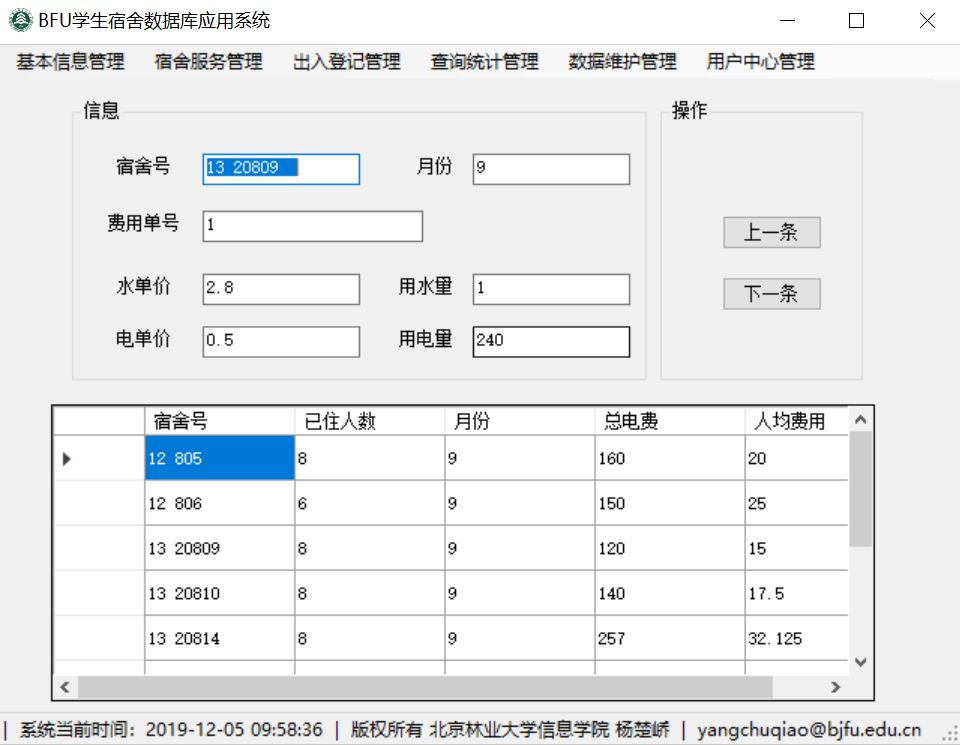 BFU学生宿舍数据库应用系统
基本信息管理 宿舍服务管理 出入登记管理 查询统计管理 数据维护管理 用户中心管理
信息 操作
宿舍号 13 20809 月份 9
费用单号 1
上一条
水单价 2.8 用水量 1
下一条
电单价 0.5 用电量 240
宿舍号 已住人数 月份 总电费 人均费用
12 805 8 9 160 20
12 806 6 9 150 25
13 20809 8 9 120 15
13 20810 8 9 140 17.5
13 20814 8 9 257 32.125
| 系统当前时间：2019-12-05 09:58:36 | 版权所有 北京林业大学信息学院 杨楚峤 | yangchuqiao@bjfu.edu.cn